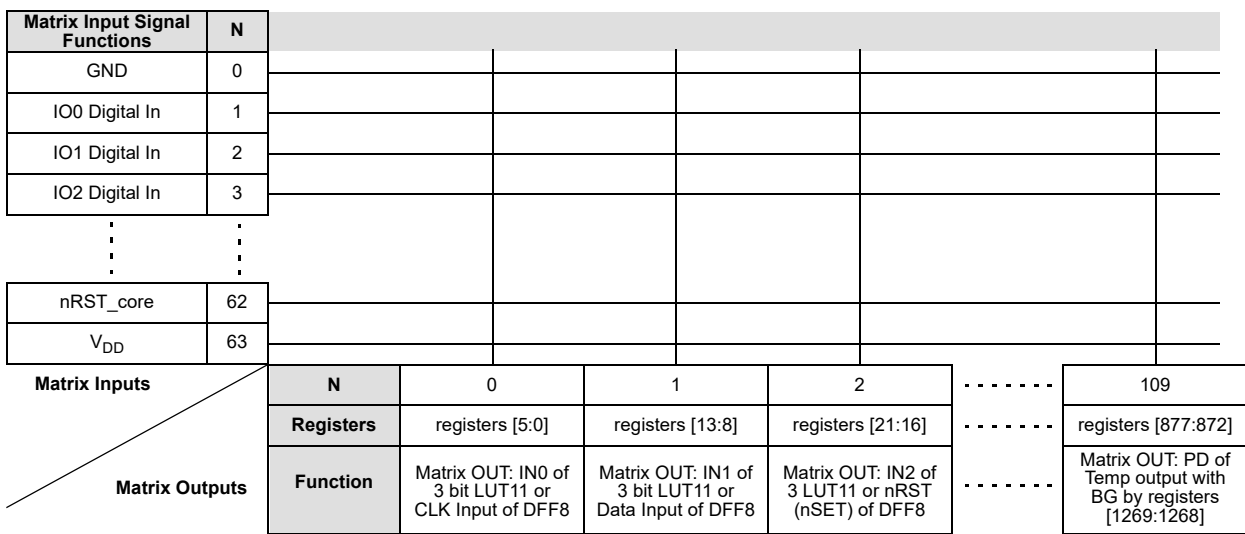 Matrix Input Signal
Functions
N
GND
0
IO0 Digital In
1
IO1 Digital In
2
IO2 Digital In
3
nRST_core
62
VDD
63
Matrix Inputs
Matrix Outputs
N
0
1
2
109
Registers
registers [5:0]
registers [13:8]
registers [21:16]
registers [877:872]
Function
Matrix OUT: IN0 of
3 bit LUT11 or
CLK Input of DFF8
Matrix OUT: IN1 of
3 bit LUT11 or
Data Input of DFF8
Matrix OUT: IN2 of
3 LUT11 or nRST
(nSET) of DFF8
Matrix OUT: PD of
Temp output with
BG by registers
[1269:1268]